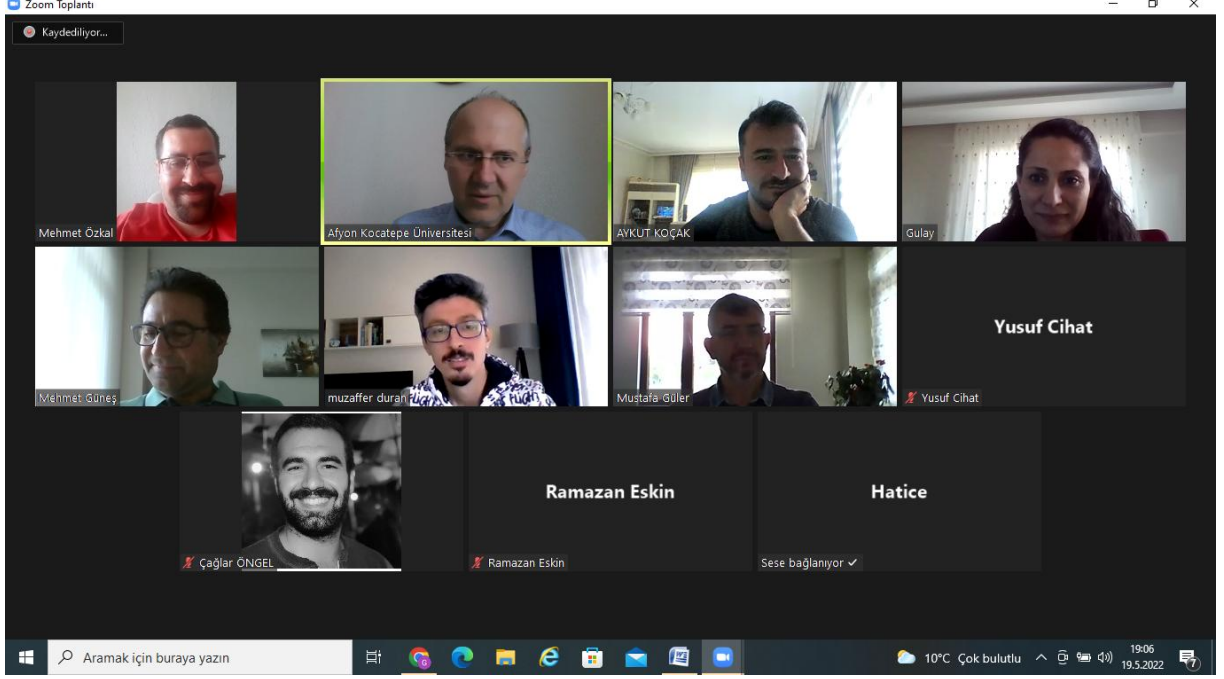 Zoom Toplantı
Kaydediliyor...
Mehmet Özkal
Afyon Kocatepe Üniversitesi
AYKUT KOÇAK
Gulay
Mehmet Güneş
muzaffer duran
Mustafa Güler
Yusuf Cihat
Yusuf Cihat
Çağlar ÖNGEL
Ramazan Eskin
Ramazan Eskin
Hatice
Sese bağlanıyor
Aramak için buraya yazın
10°C Çok bulutlu
19:06
19.5.2022
7